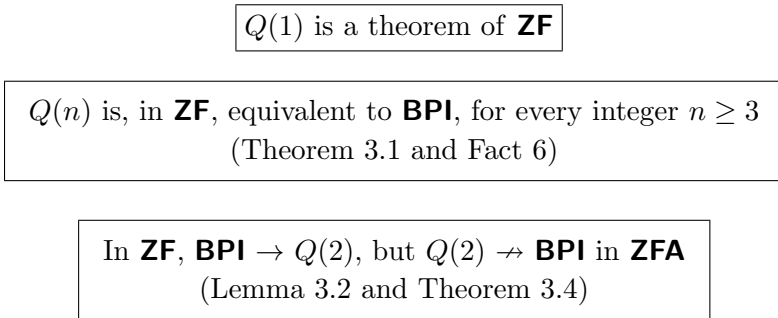 Q(1) is a theorem of ZF
Q(n) is, in ZF, equivalent to BPI, for every integer n ≥ 3
(Theorem 3.1 and Fact 6)
In ZF, BPI → Q(2), but Q(2) ↛ BPI in ZFA
(Lemma 3.2 and Theorem 3.4)